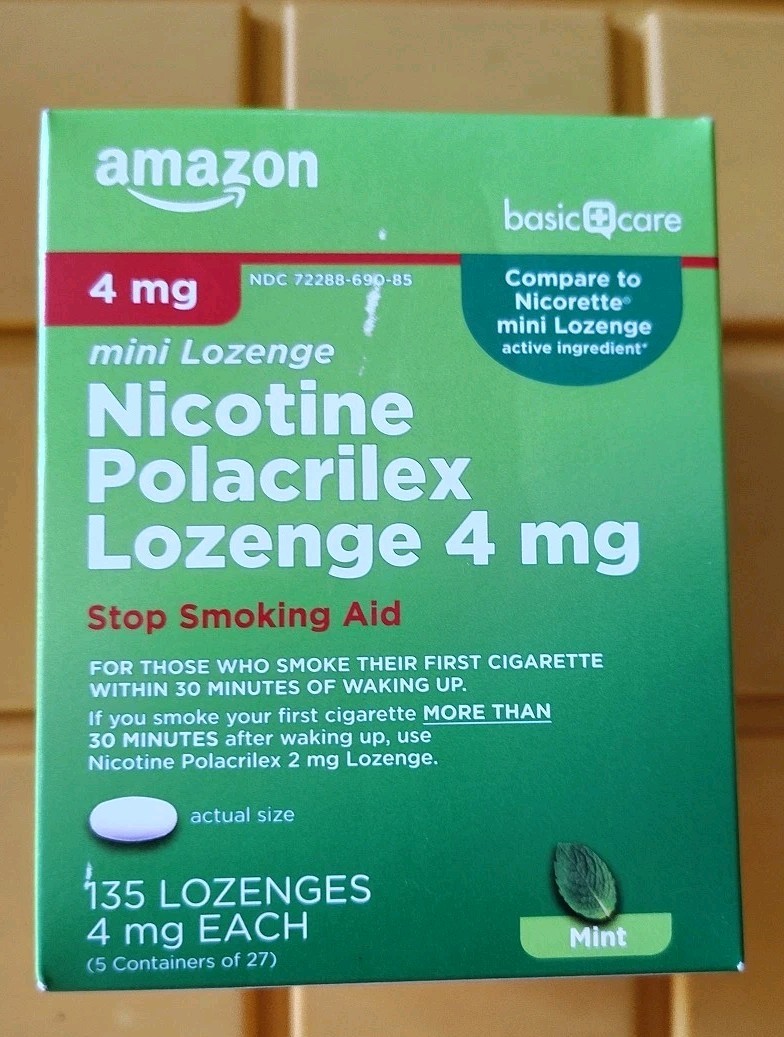 amazon
basic care
4 mg
NDC 72288-690-85
Compare to
Nicorette®
mini Lozenge
active ingredient*
mini Lozenge
Nicotine
Polacrilex
Lozenge 4 mg
Stop Smoking Aid
FOR THOSE WHO SMOKE THEIR FIRST CIGARETTE
WITHIN 30 MINUTES OF WAKING UP.
If you smoke your first cigarette MORE THAN
30 MINUTES after waking up, use
Nicotine Polacrilex 2 mg Lozenge.
actual size
135 LOZENGES
4 mg EACH
(5 Containers of 27)
Mint